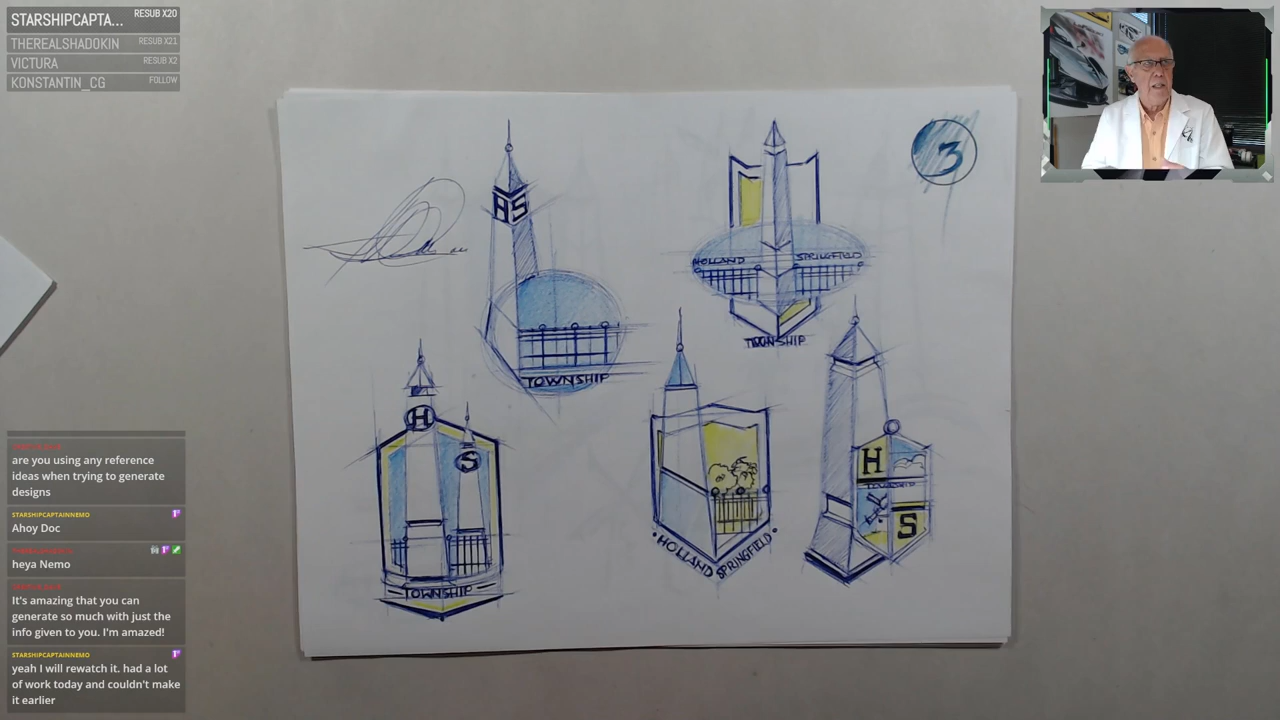 STARSHIPCAPTA... RESUB X20
THEREALSHADOKIN RESUB X21
VICTURA RESUB X2
KONSTANTIN_CG FOLLOW
3
HS
TOWNSHIP
HOLLAND SPRINGFIELD
TOWNSHIP
H
S
TOWNSHIP
HOLLAND SPRINGFIELD
H
S
are you using any reference
ideas when trying to generate
designs
STARSHIPCAPTAINNEMO
Ahoy Doc
heya Nemo
It's amazing that you can
generate so much with just the
info given to you. I'm amazed!
STARSHIPCAPTAINNEMO
yeah I will rewatch it. had a lot
of work today and couldn't make
it earlier